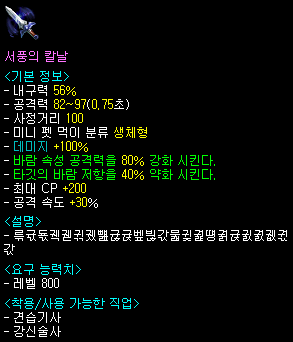 서풍의 칼날
<기본 정보>
- 내구력 56%
- 공격력 82~97(0,75초)
- 사정거리 100
- 미니 펫 먹이 분류 생체형
- 데미지 +100%
- 바람 속성 공격력을 80% 강화 시킨다.
- 타깃의 바람 저항을 40% 약화 시킨다.
- 최대 CP +200
- 공격 속도 +30%
<설명>
-
<요구 능력치>
- 레벨 800
<착용/사용 가능한 직업>
- 견습기사
- 강신술사